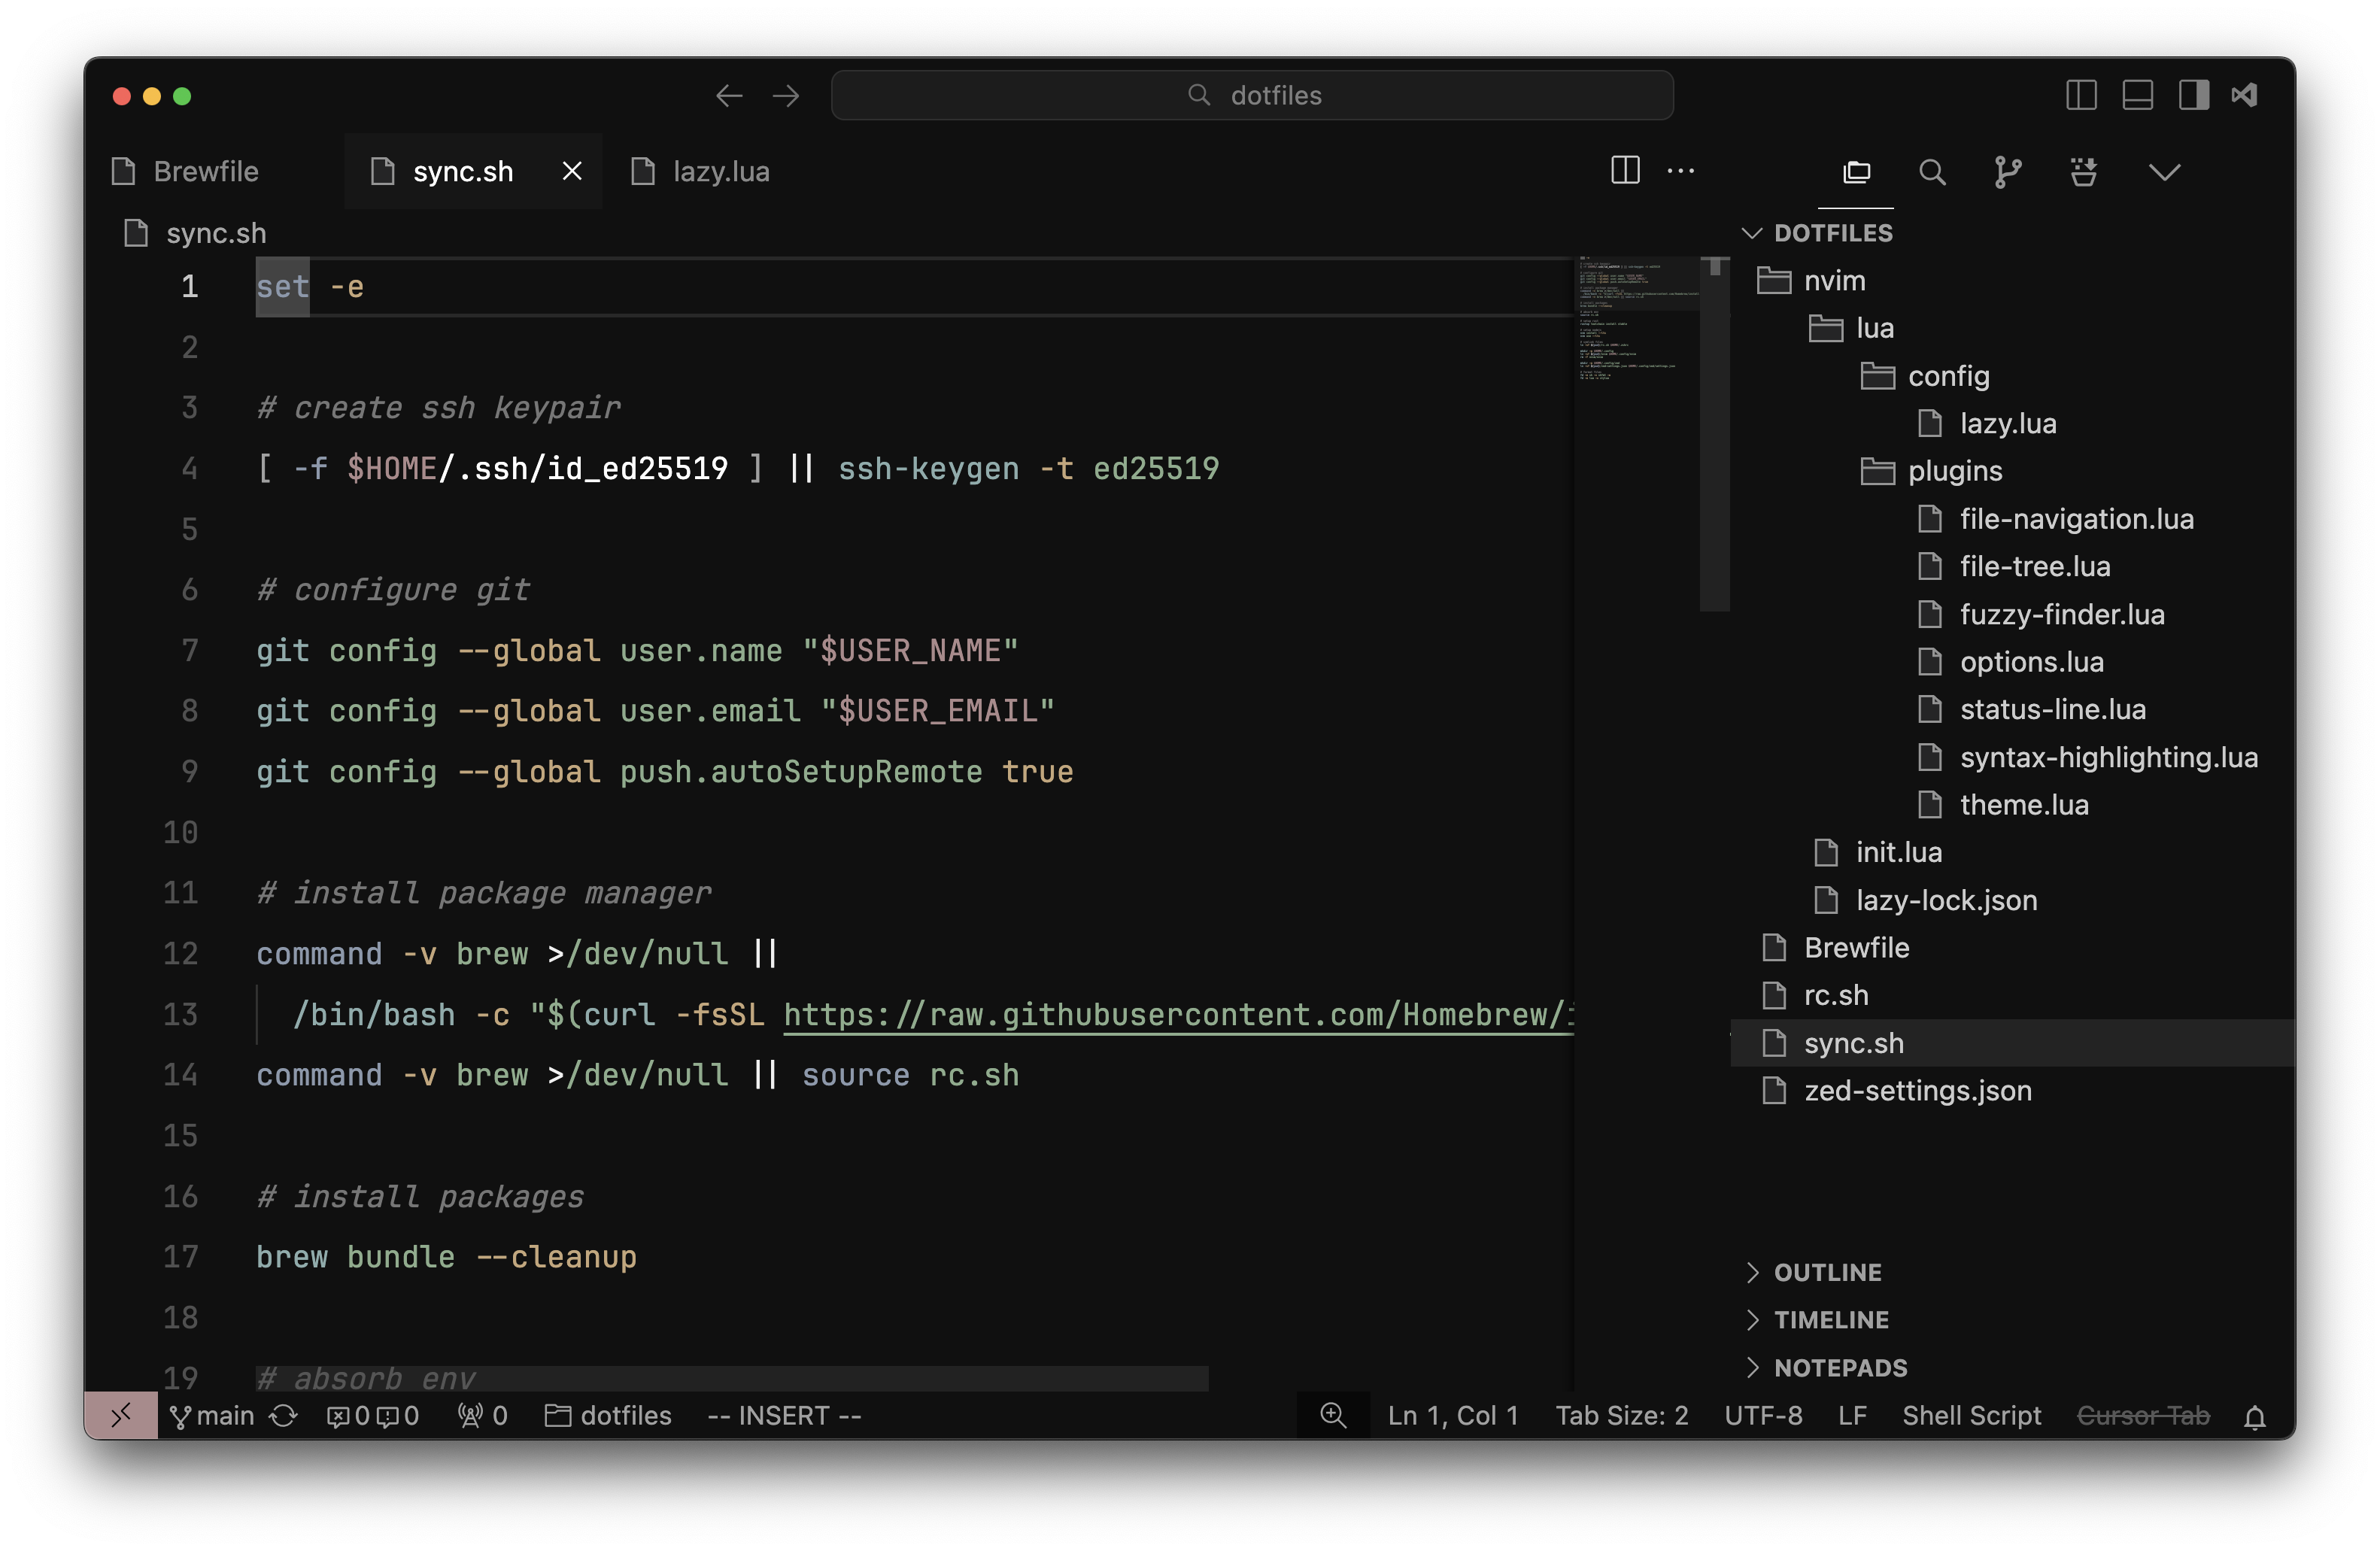 dotfiles
Brewfile
sync.sh
lazy.lua
sync.sh
1 set -e
2
3 # create ssh keypair
4 [ -f $HOME/.ssh/id_ed25519 ] || ssh-keygen -t ed25519
5
6 # configure git
7 git config --global user.name "$USER_NAME"
8 git config --global user.email "$USER_EMAIL"
9 git config --global push.autoSetupRemote true
10
11 # install package manager
12 command -v brew >/dev/null ||
13 /bin/bash -c "$(curl -fsSL https://raw.githubusercontent.com/Homebrew/i
14 command -v brew >/dev/null || source rc.sh
15
16 # install packages
17 brew bundle --cleanup
18
19 # absorb env
DOTFILES
nvim
lua
config
lazy.lua
plugins
file-navigation.lua
file-tree.lua
fuzzy-finder.lua
options.lua
status-line.lua
syntax-highlighting.lua
theme.lua
init.lua
lazy-lock.json
Brewfile
rc.sh
sync.sh
zed-settings.json
OUTLINE
TIMELINE
NOTEPADS
main 0 0 0 dotfiles -- INSERT -- Ln 1, Col 1 Tab Size: 2 UTF-8 LF Shell Script Cursor Tab